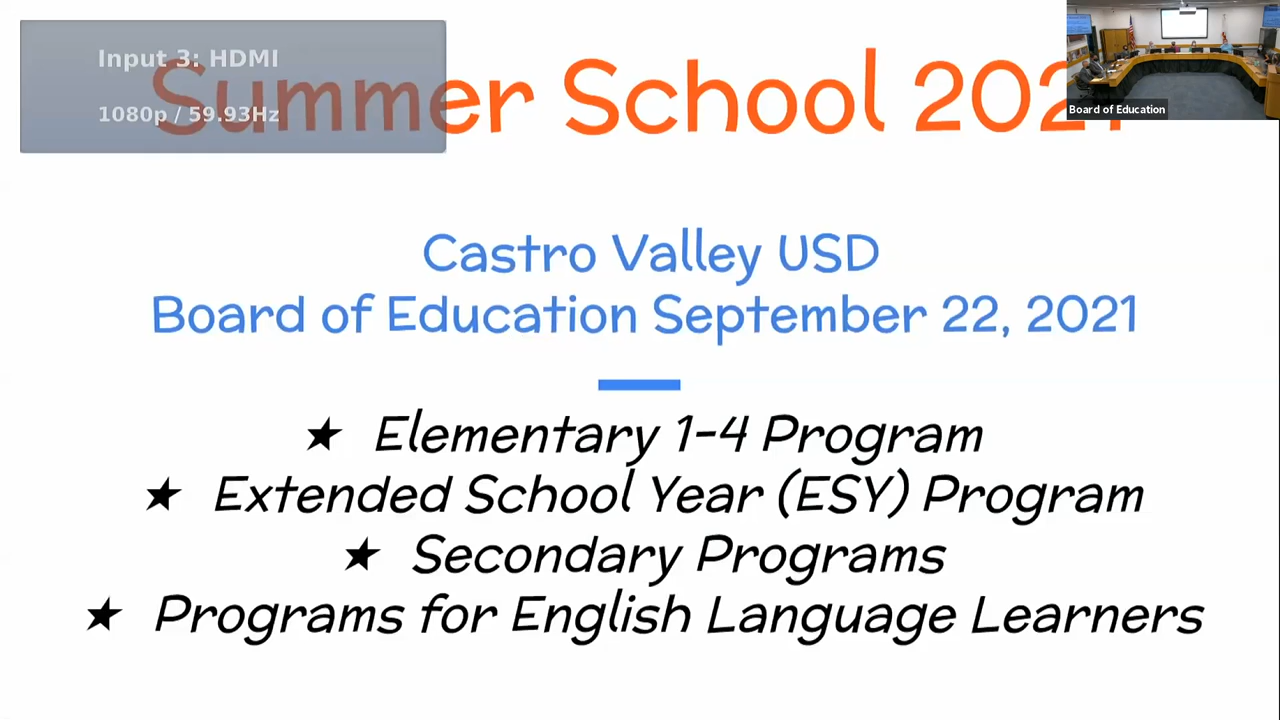 Input 3: HDMI
1080p / 59.93Hz
Summer School 2021
Board of Education
Castro Valley USD
Board of Education September 22, 2021
★ Elementary 1-4 Program
★ Extended School Year (ESY) Program
★ Secondary Programs
★ Programs for English Language Learners